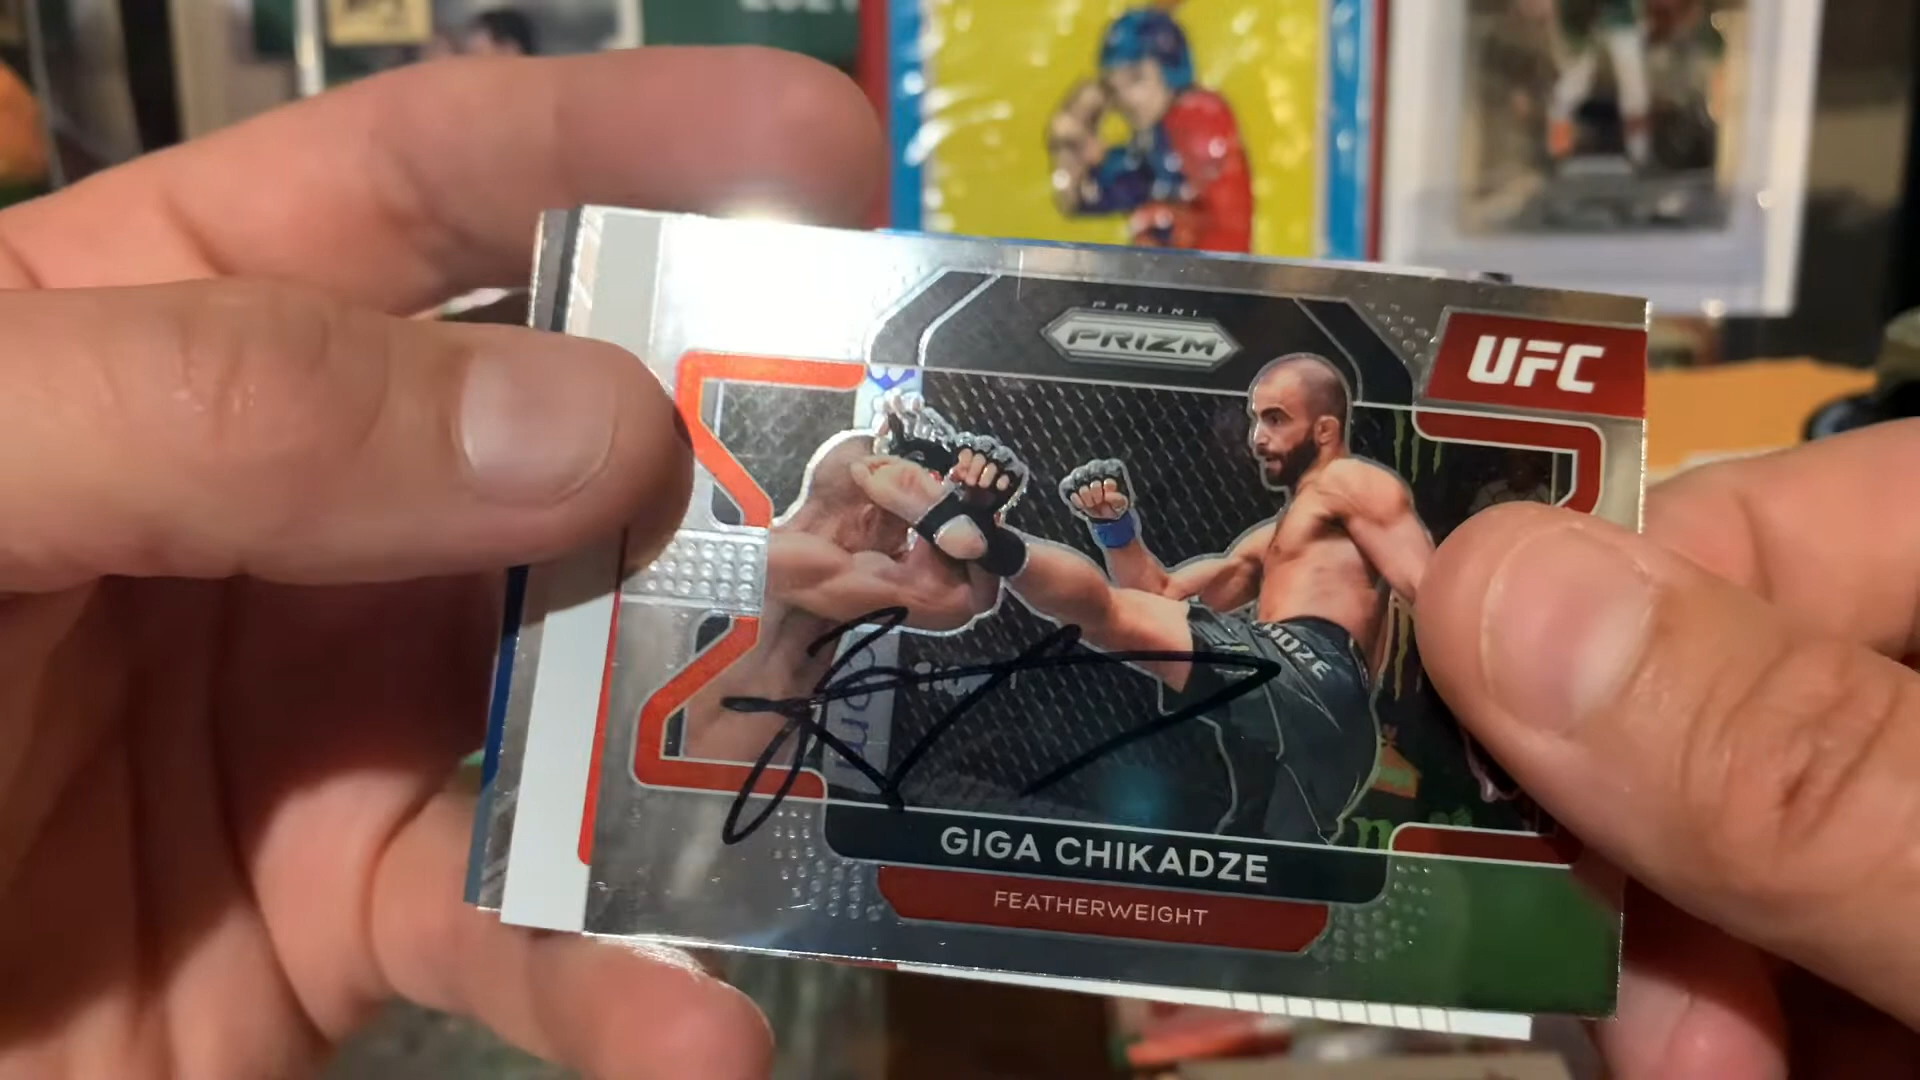 PANINI
PRIZM
UFC
GIGA CHIKADZE
FEATHERWEIGHT